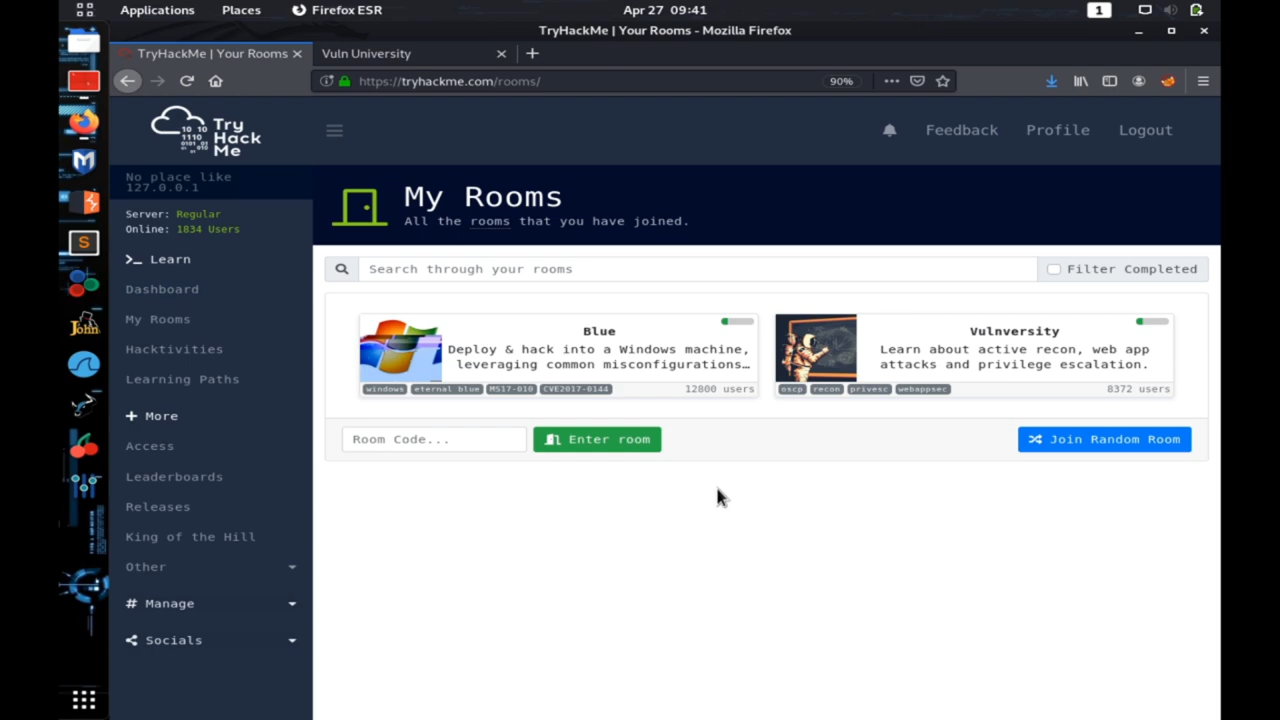 Applications Places Firefox ESR Apr 27 09:41 1
TryHackMe | Your Rooms - Mozilla Firefox
TryHackMe | Your Rooms Vuln University
https://tryhackme.com/rooms/ 90%
Try
Hack
Me
Feedback Profile Logout
No place like
127.0.0.1
Server: Regular
Online: 1834 Users
Learn
Dashboard
My Rooms
Hacktivities
Learning Paths
More
Access
Leaderboards
Releases
King of the Hill
Other
Manage
Socials
My Rooms
All the rooms that you have joined.
Search through your rooms Filter Completed
Blue
Deploy & hack into a Windows machine,
leveraging common misconfigurations…
windows eternal blue MS17-010 CVE2017-0144 12800 users
Vulnversity
Learn about active recon, web app
attacks and privilege escalation.
oscp recon privesc webappsec 8372 users
Room Code... Enter room Join Random Room